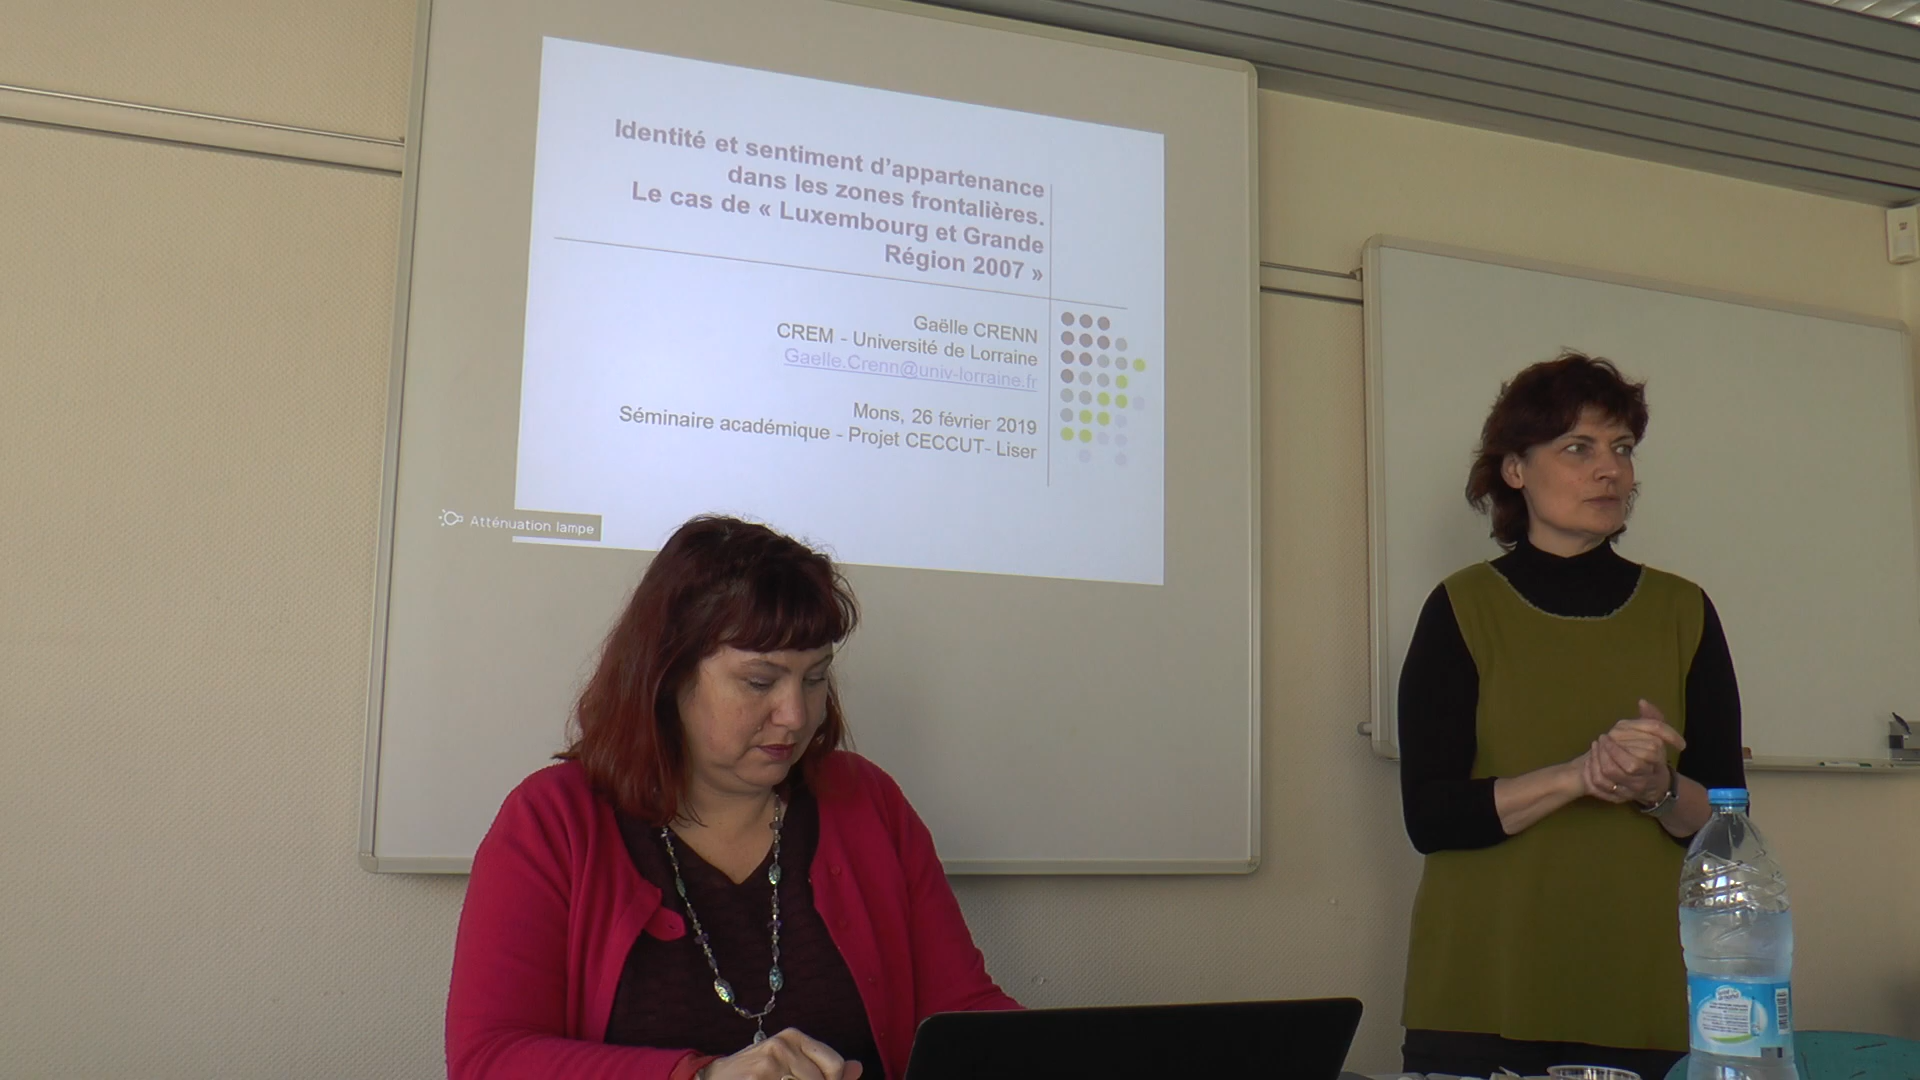 Identité et sentiment d’appartenance
dans les zones frontalières.
Le cas de « Luxembourg et Grande
Région 2007 »
Gaëlle CRENN
CREM - Université de Lorraine
Gaelle.Crenn@univ-lorraine.fr
Mons, 26 février 2019
Séminaire académique - Projet CECCUT- Liser
Atténuation lampe